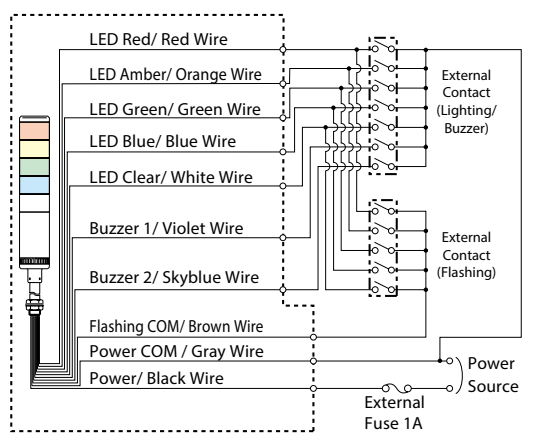 LED Red/ Red Wire
LED Amber/ Orange Wire
LED Green/ Green Wire
LED Blue/ Blue Wire
LED Clear/ White Wire
Buzzer 1/ Violet Wire
Buzzer 2/ Skyblue Wire
Flashing COM/ Brown Wire
Power COM / Gray Wire
Power/ Black Wire
External
Contact
(Lighting/
Buzzer)
External
Contact
(Flashing)
Power
Source
External
Fuse 1A